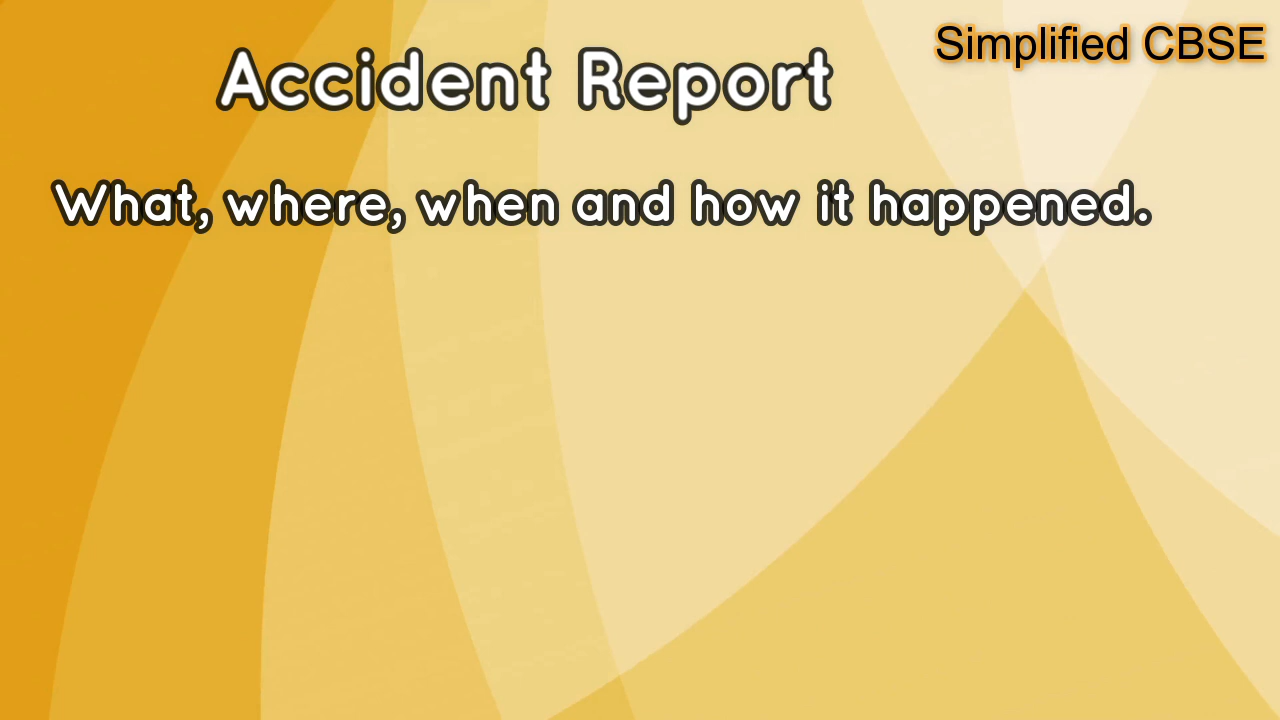 Simplified CBSE
Accident Report
What, where, when and how it happened.